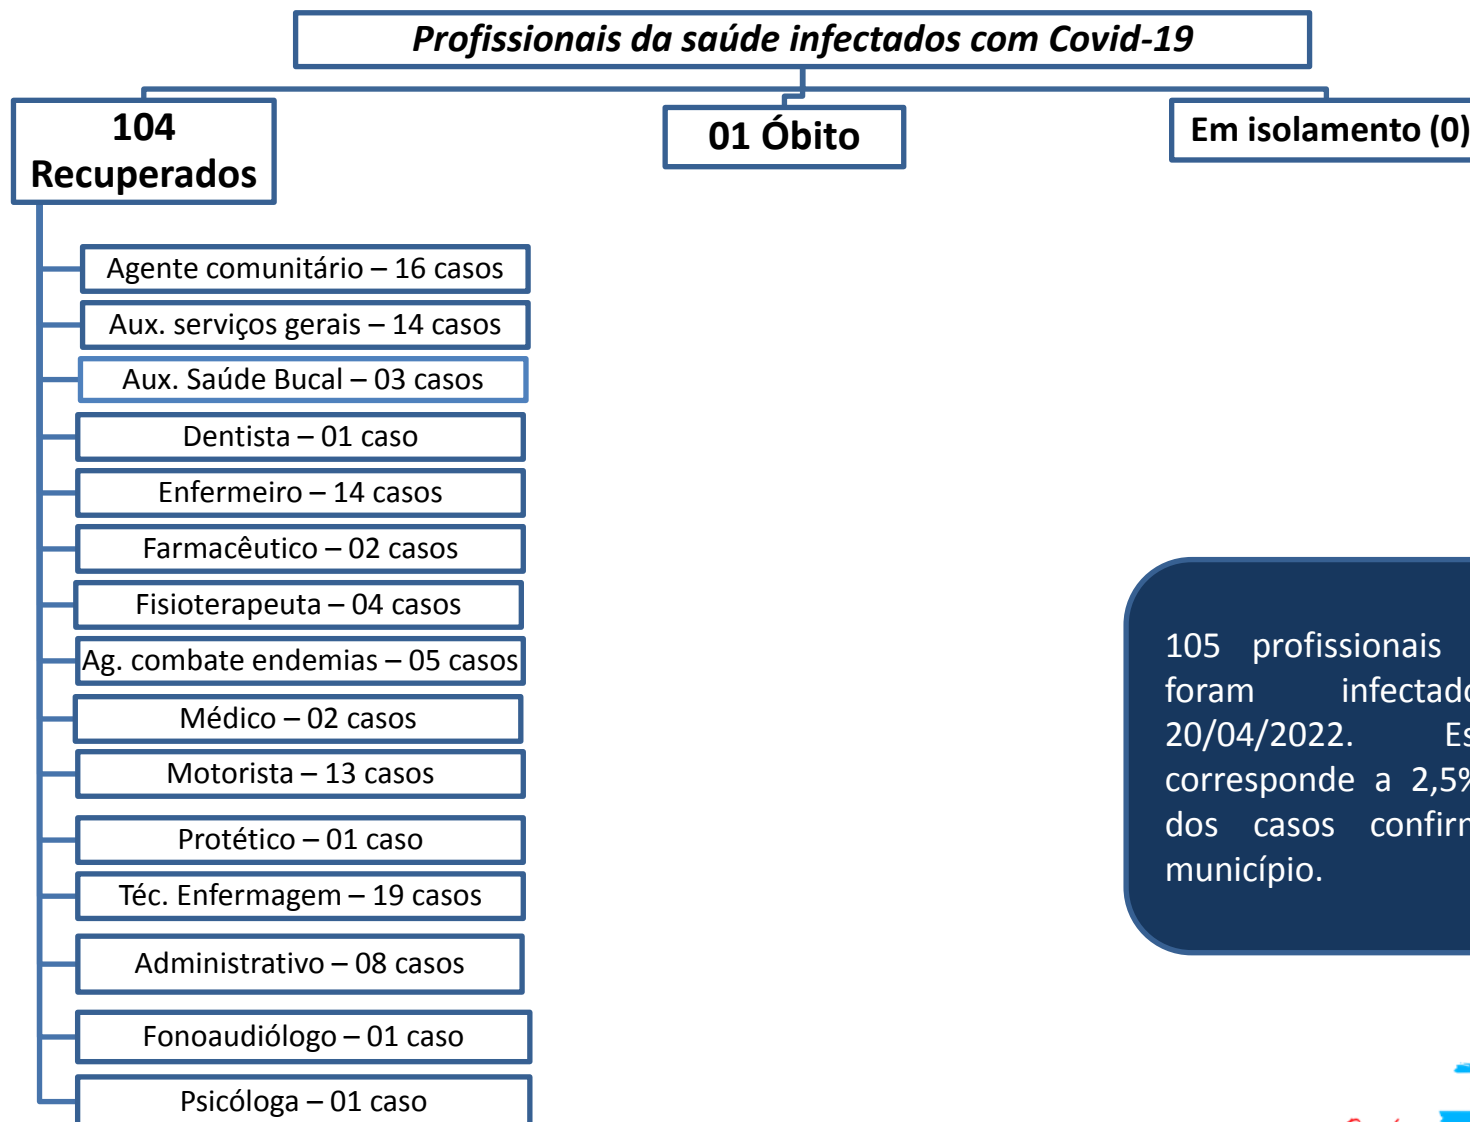 Profissionais da saúde infectados com Covid-19
104
Recuperados
01 Óbito
Em isolamento (0)
Agente comunitário – 16 casos
Aux. serviços gerais – 14 casos
Aux. Saúde Bucal – 03 casos
Dentista – 01 caso
Enfermeiro – 14 casos
Farmacêutico – 02 casos
Fisioterapeuta – 04 casos
Ag. combate endemias – 05 casos
Médico – 02 casos
Motorista – 13 casos
Protético – 01 caso
Téc. Enfermagem – 19 casos
Administrativo – 08 casos
Fonoaudiólogo – 01 caso
Psicóloga – 01 caso
105 profissionais
foram
20/04/2022.
corresponde a 2,5%
dos casos
município.